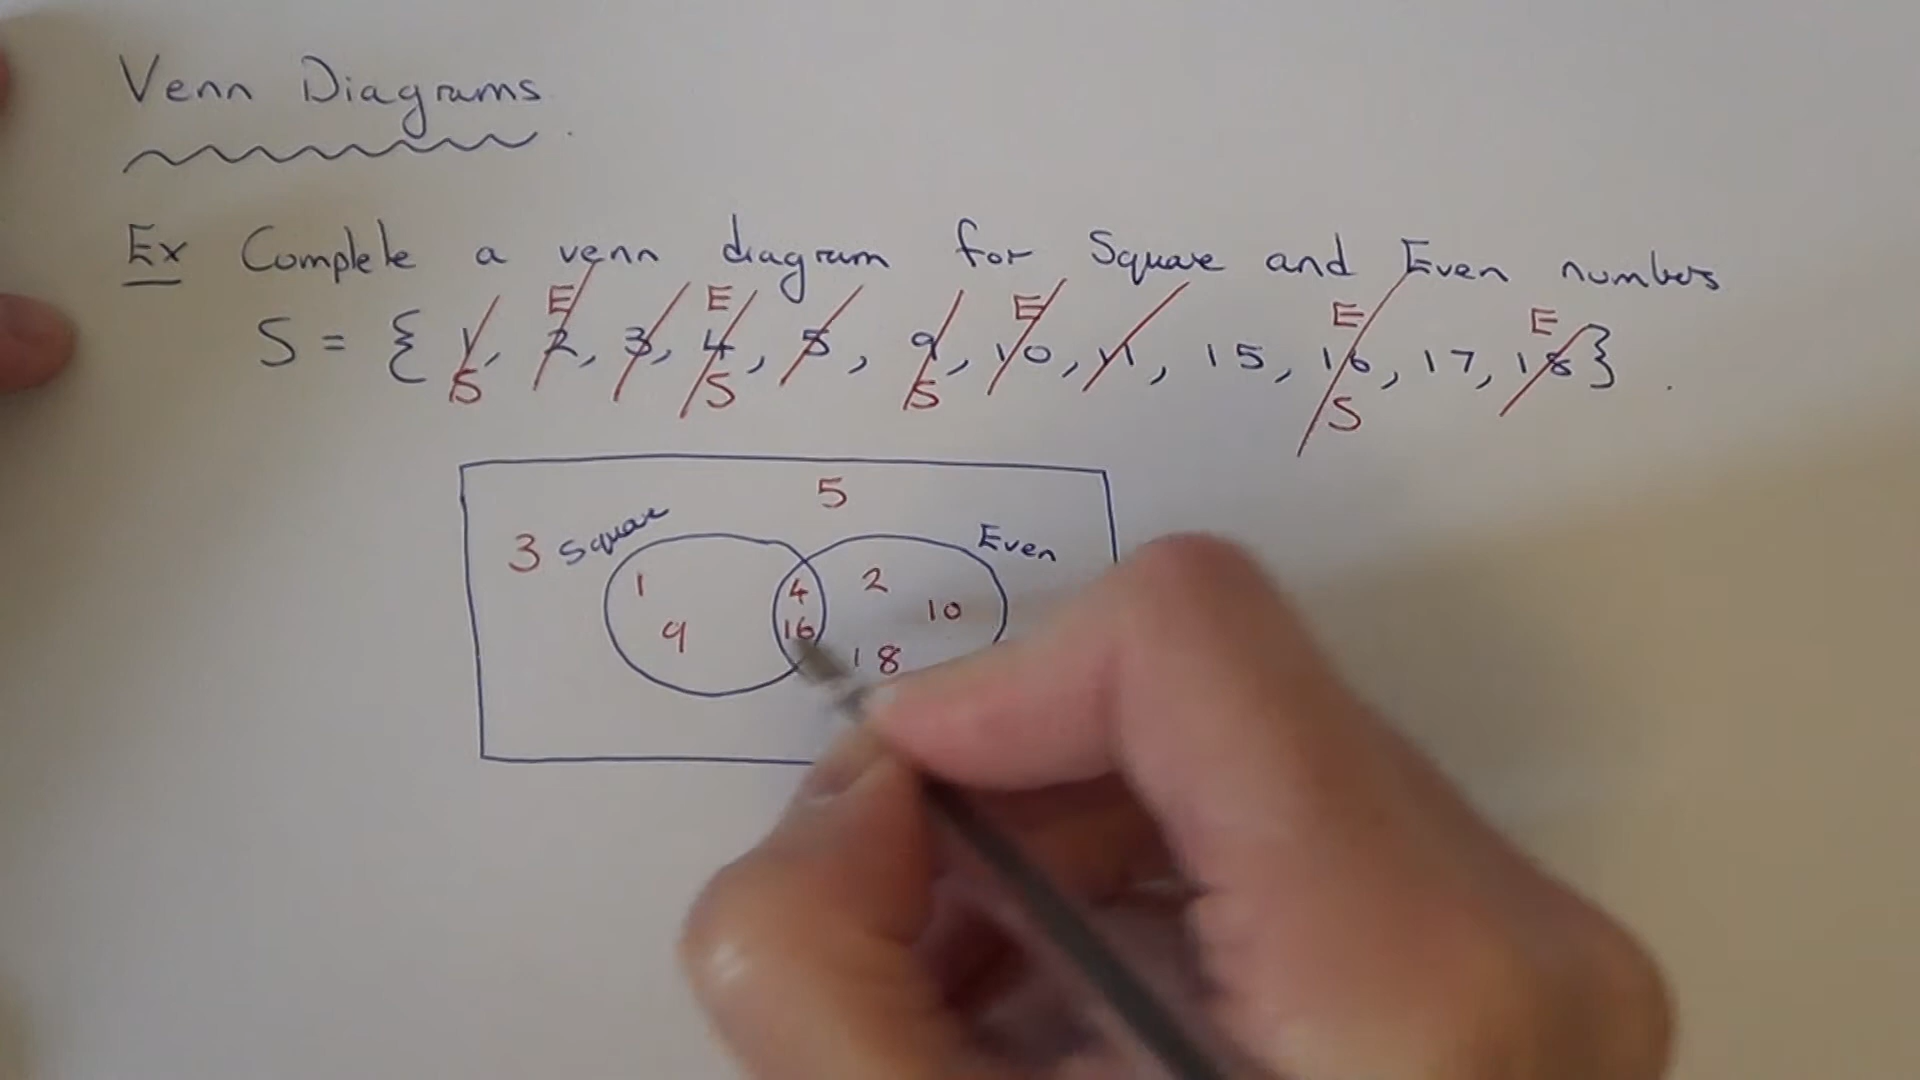 Venn Diagrams
Ex Complete a venn diagram for Square and Even numbers
E E E E E
S = { 1, 2, 3, 4, 5, 9, 10, 11, 15, 16, 17, 18 }
S S S S
5
3 Square Even
1 4 2
9 16 10
18